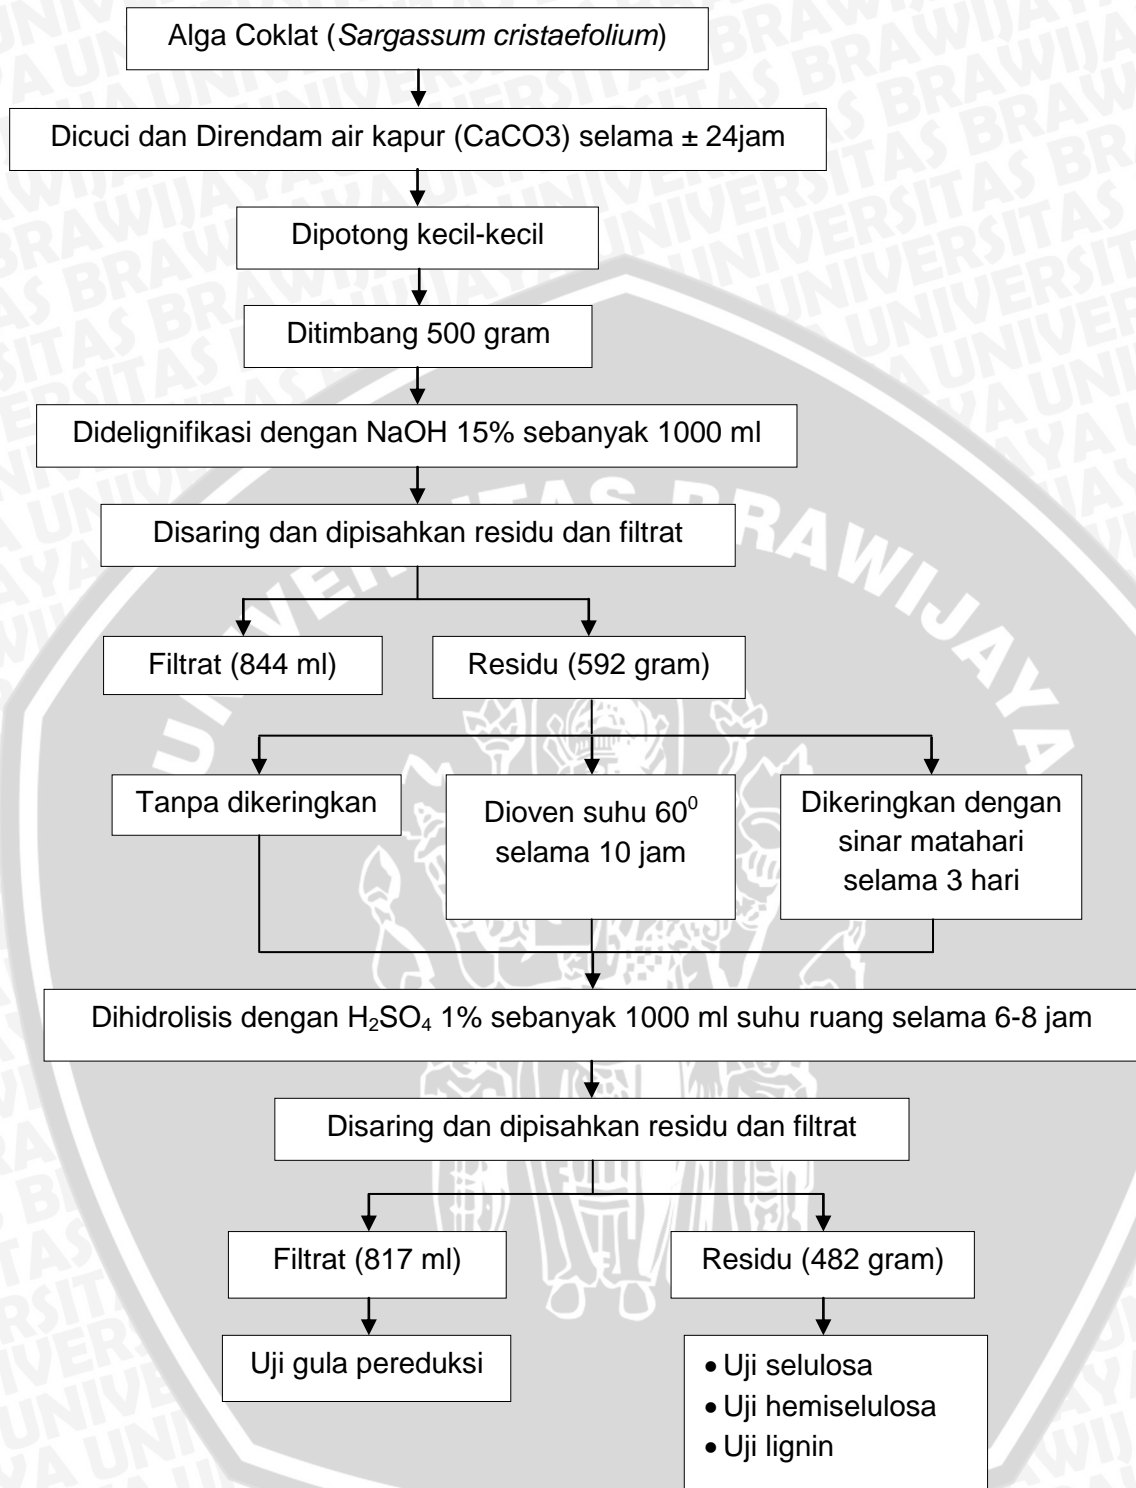 Alga Coklat (Sargassum cristaefolium)
Dicuci dan Direndam air kapur (CaCO3) selama ± 24jam
Dipotong kecil-kecil
Ditimbang 500 gram
Didelignifikasi dengan NaOH 15% sebanyak 1000 ml
Disaring dan dipisahkan residu dan filtrat
Filtrat (844 ml)
Residu (592 gram)
Tanpa dikeringkan
Dioven suhu 60⁰
selama 10 jam
Dikeringkan dengan
sinar matahari
selama 3 hari
Dihidrolisis dengan H₂SO₄ 1% sebanyak 1000 ml suhu ruang selama 6-8 jam
Disaring dan dipisahkan residu dan filtrat
Filtrat (817 ml)
Residu (482 gram)
Uji gula pereduksi
• Uji selulosa
• Uji hemiselulosa
• Uji lignin
UNIVERSITAS BRAWIJAYA